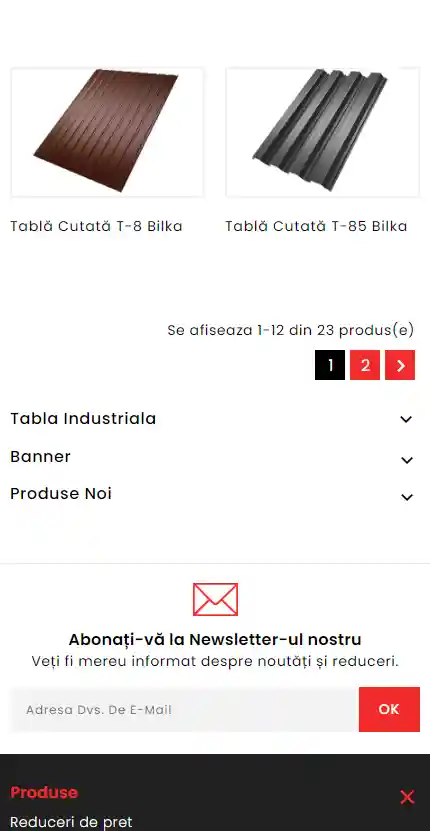 Tablă Cutată T-8 Bilka
Tablă Cutată T-85 Bilka
Se afiseaza 1-12 din 23 produs(e)
1 2
Tabla Industriala
Banner
Produse Noi
Abonați-vă la Newsletter-ul nostru
Veți fi mereu informat despre noutăți și reduceri.
Adresa Dvs. De E-Mail
OK
Produse
Reduceri de preț